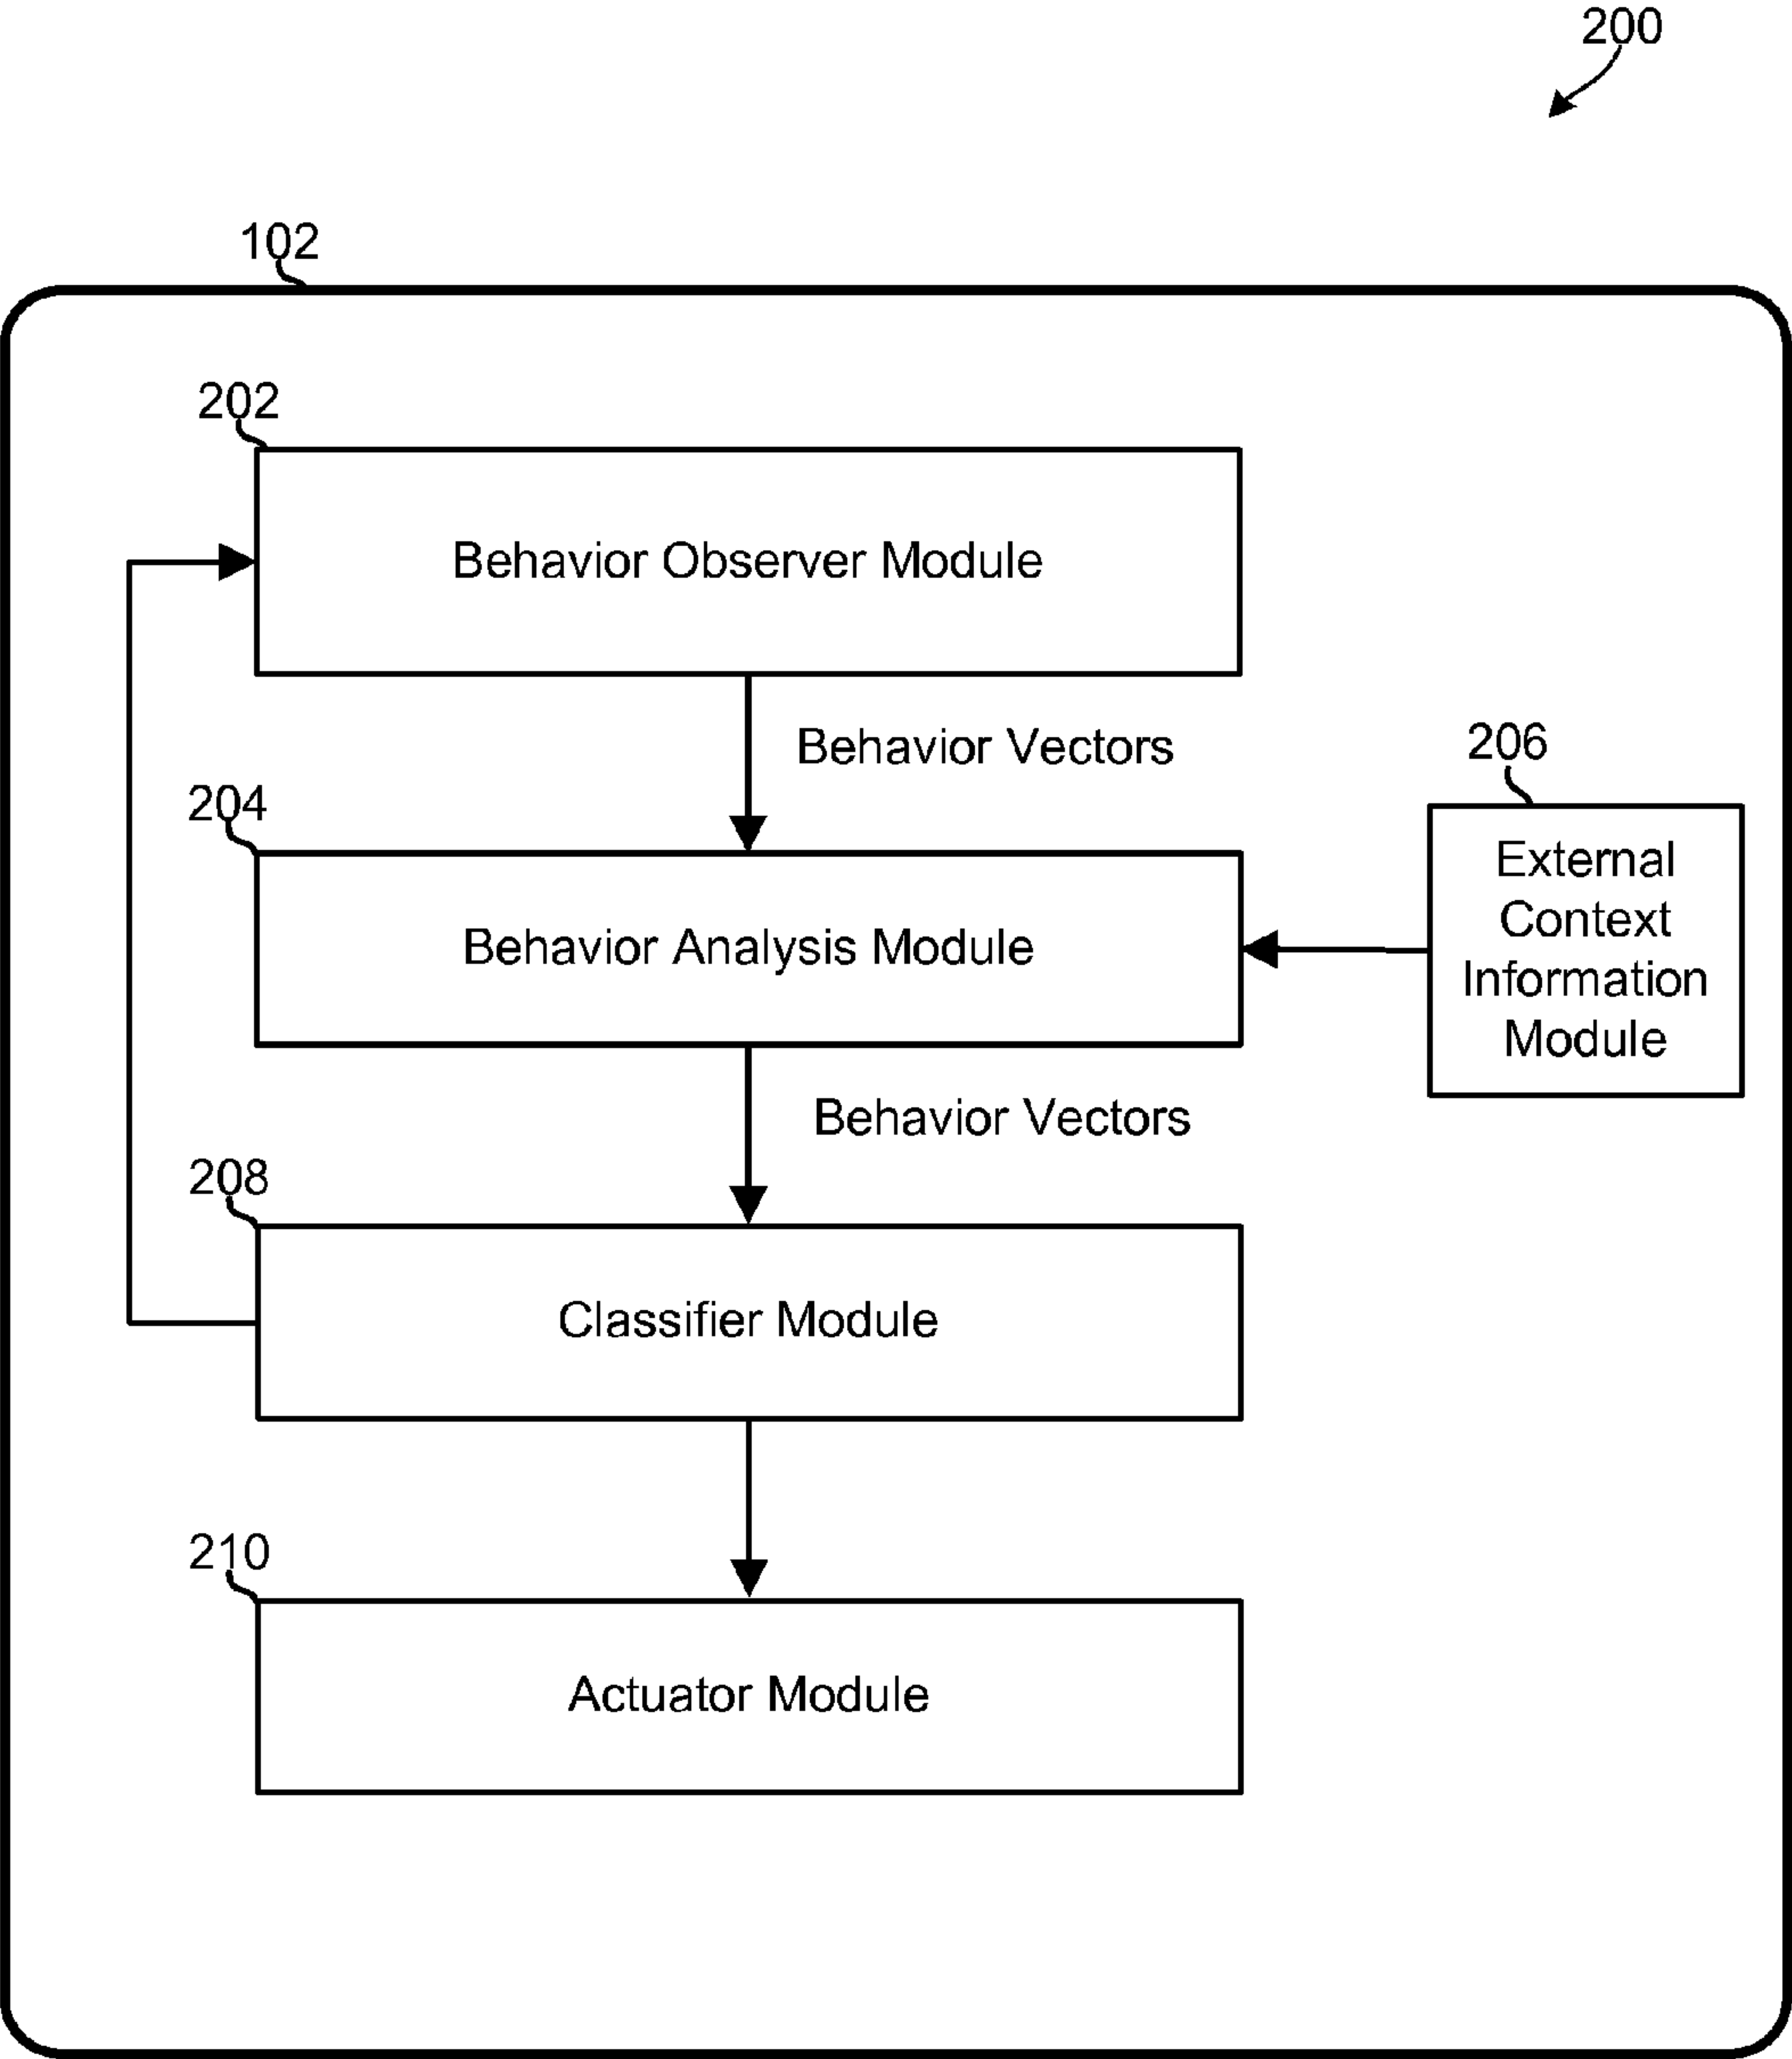 200
102
202
Behavior Observer Module
Behavior Vectors
206
204
External
Context
Information
Module
Behavior Analysis Module
Behavior Vectors
208
Classifier Module
210
Actuator Module